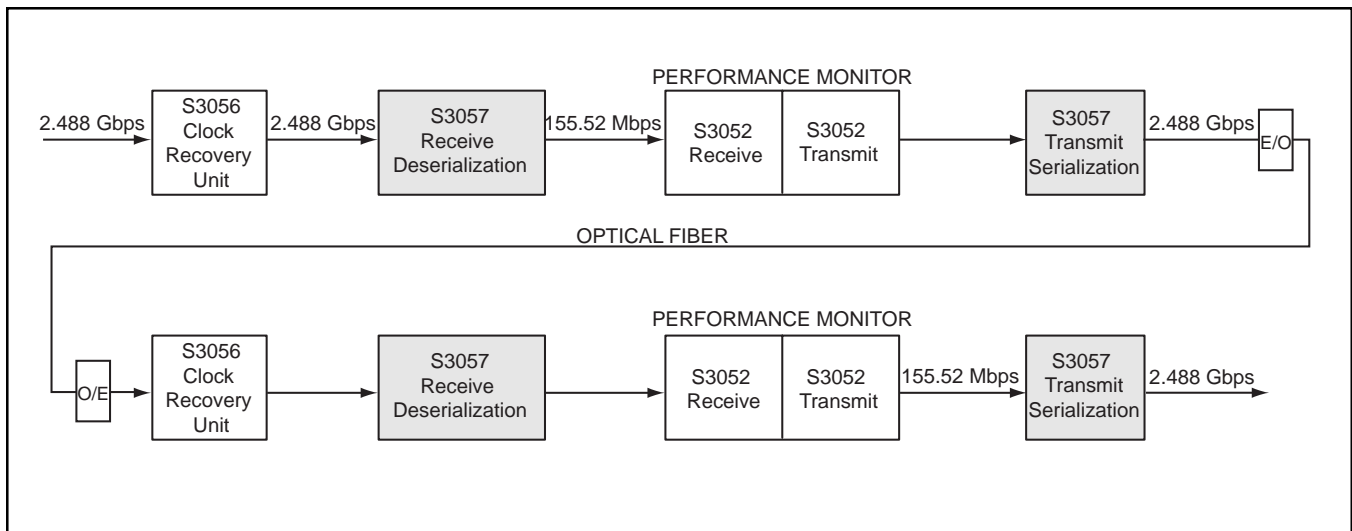 PERFORMANCE MONITOR
2.488 Gbps
S3056
Clock
Recovery
Unit
2.488 Gbps
S3057
Receive
Deserialization
155.52 Mbps
S3052
Receive
S3052
Transmit
S3057
Transmit
Serialization
2.488 Gbps
E/O
OPTICAL FIBER
PERFORMANCE MONITOR
O/E
S3056
Clock
Recovery
Unit
S3057
Receive
Deserialization
S3052
Receive
S3052
Transmit
155.52 Mbps
S3057
Transmit
Serialization
2.488 Gbps